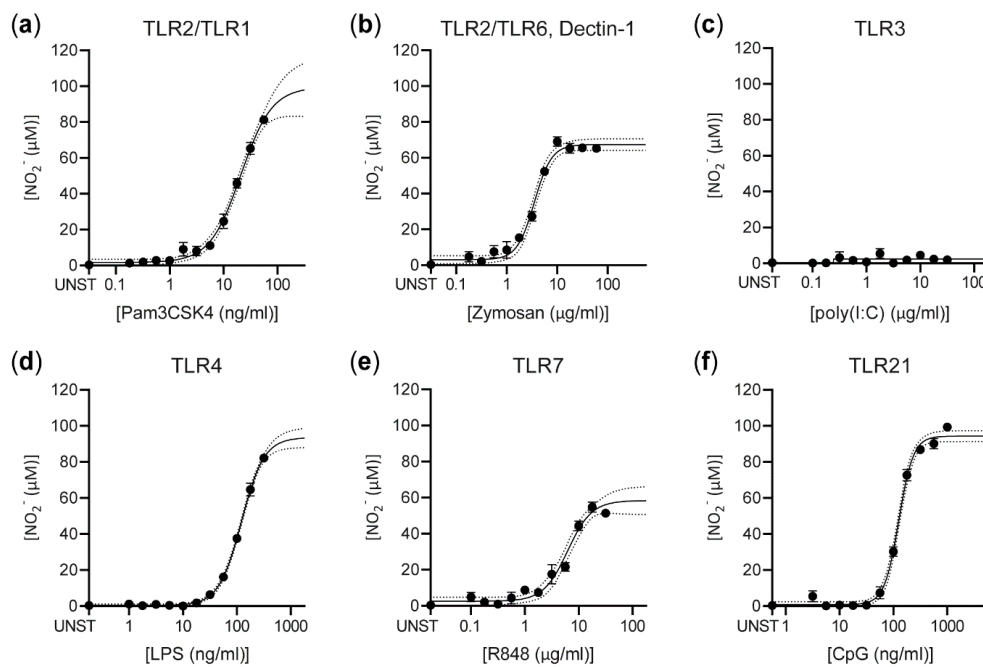 (a) TLR2/TLR1
[NO2- (μM)]
120
100
80
60
40
20
0
UNST 0.1 1 10 100
[Pam3CSK4 (ng/ml)]
(b) TLR2/TLR6, Dectin-1
[NO2- (μM)]
120
100
80
60
40
20
0
UNST 0.1 1 10 100
[Zymosan (μg/ml)]
(c) TLR3
[NO2- (μM)]
120
100
80
60
40
20
0
UNST 0.1 1 10 100
[poly(I:C) (μg/ml)]
(d) TLR4
[NO2- (μM)]
120
100
80
60
40
20
0
UNST 1 10 100 1000
[LPS (ng/ml)]
(e) TLR7
[NO2- (μM)]
120
100
80
60
40
20
0
UNST 0.1 1 10 100
[R848 (μg/ml)]
(f) TLR21
[NO2- (μM)]
120
100
80
60
40
20
0
UNST 1 10 100 1000
[CpG (ng/ml)]